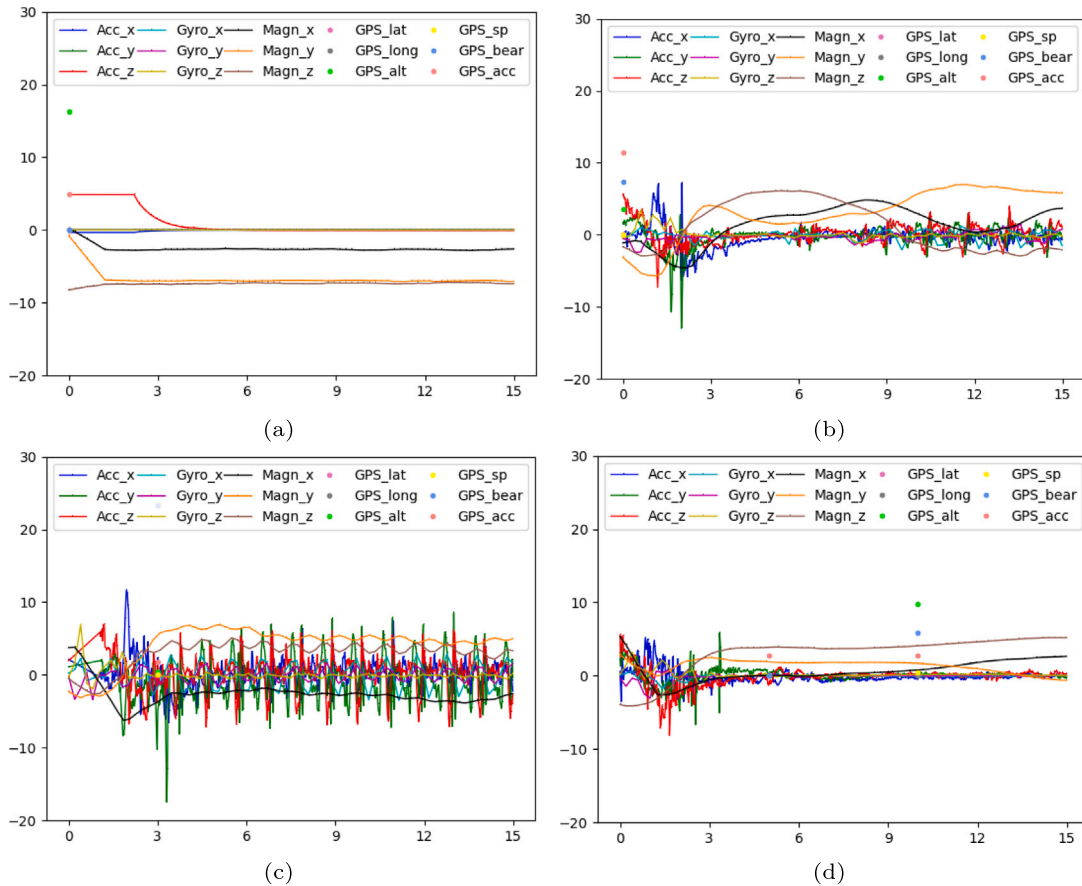 30
20
10
0
−10
−20
Acc_x Gyro_x Magn_x GPS_lat GPS_sp
Acc_y Gyro_y Magn_y GPS_long GPS_bear
Acc_z Gyro_z Magn_z GPS_alt GPS_acc
0 3 6 9 12 15
(a)
30
20
10
0
−10
−20
Acc_x Gyro_x Magn_x GPS_lat GPS_sp
Acc_y Gyro_y Magn_y GPS_long GPS_bear
Acc_z Gyro_z Magn_z GPS_alt GPS_acc
0 3 6 9 12 15
(b)
30
20
10
0
−10
−20
Acc_x Gyro_x Magn_x GPS_lat GPS_sp
Acc_y Gyro_y Magn_y GPS_long GPS_bear
Acc_z Gyro_z Magn_z GPS_alt GPS_acc
0 3 6 9 12 15
(c)
30
20
10
0
−10
−20
Acc_x Gyro_x Magn_x GPS_lat GPS_sp
Acc_y Gyro_y Magn_y GPS_long GPS_bear
Acc_z Gyro_z Magn_z GPS_alt GPS_acc
0 3 6 9 12 15
(d)